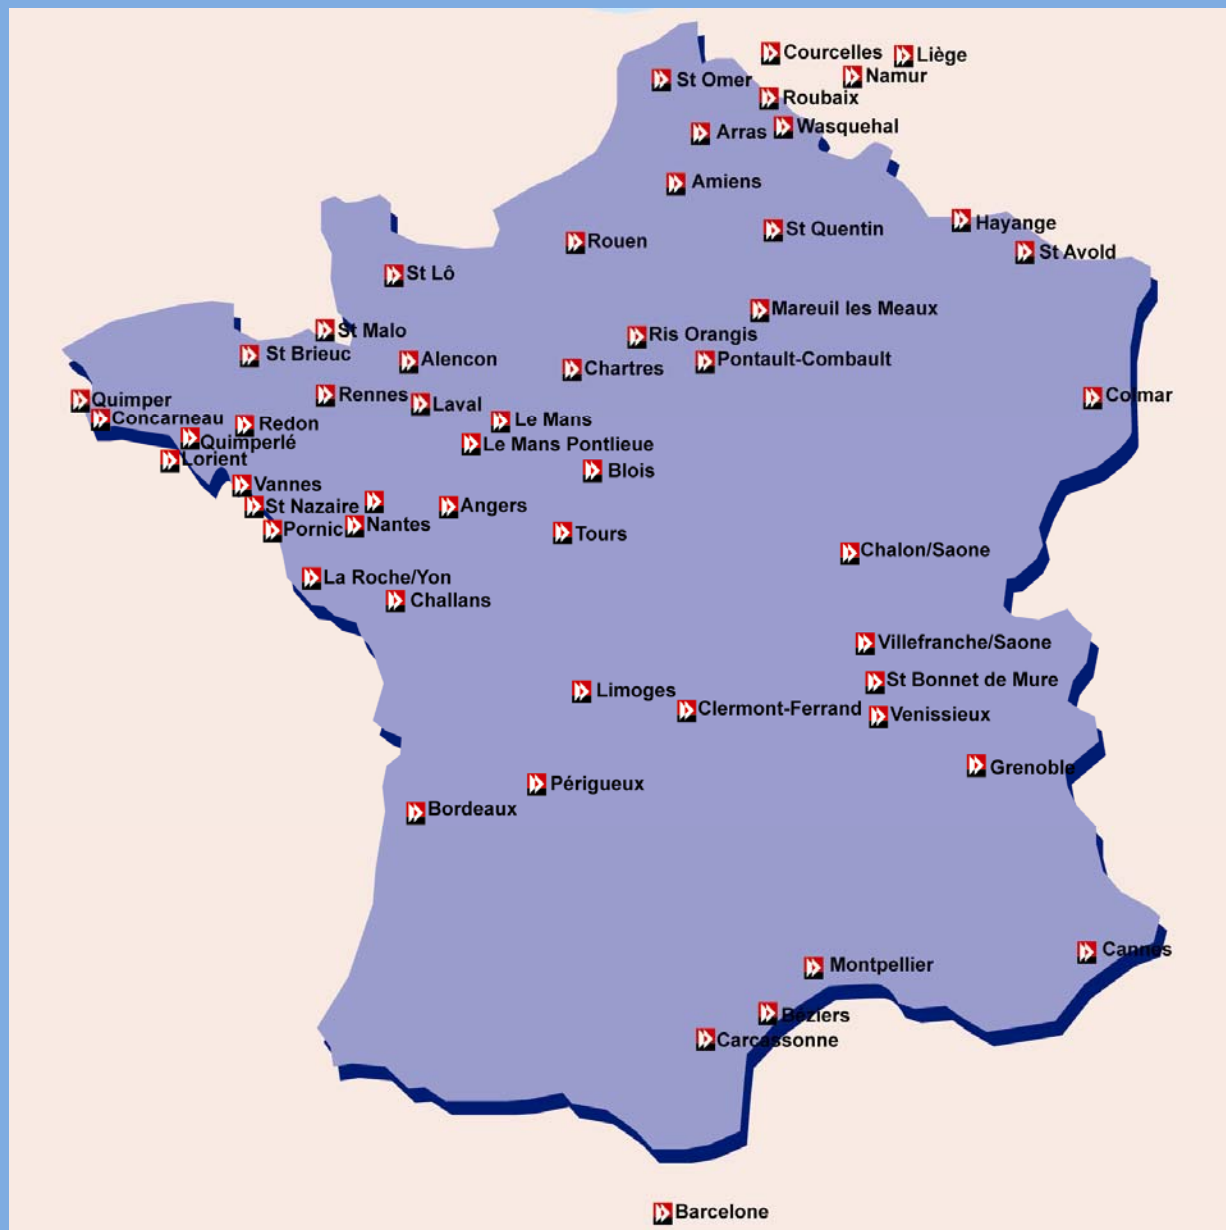 Courcelles
Liège
Namur
St Omer
Roubaix
Wasquehal
Arras
Amiens
St Quentin
Hayange
Rouen
St Avold
St Lô
Mareuil les Meaux
St Malo
Ris Orangis
St Brieuc
Alencon
Pontault-Combault
Chartres
Rennes
Colmar
Quimper
Laval
Concarneau
Le Mans
Redon
Quimperlé
Le Mans Pontlieue
Lorient
Blois
Vannes
St Nazaire
Angers
Nantes
Pornic
Tours
Chalon/Saone
La Roche/Yon
Challans
Villefranche/Saone
St Bonnet de Mure
Limoges
Clermont-Ferrand
Venissieux
Grenoble
Périgueux
Bordeaux
Cannes
Montpellier
Béziers
Carcassonne
Barcelone